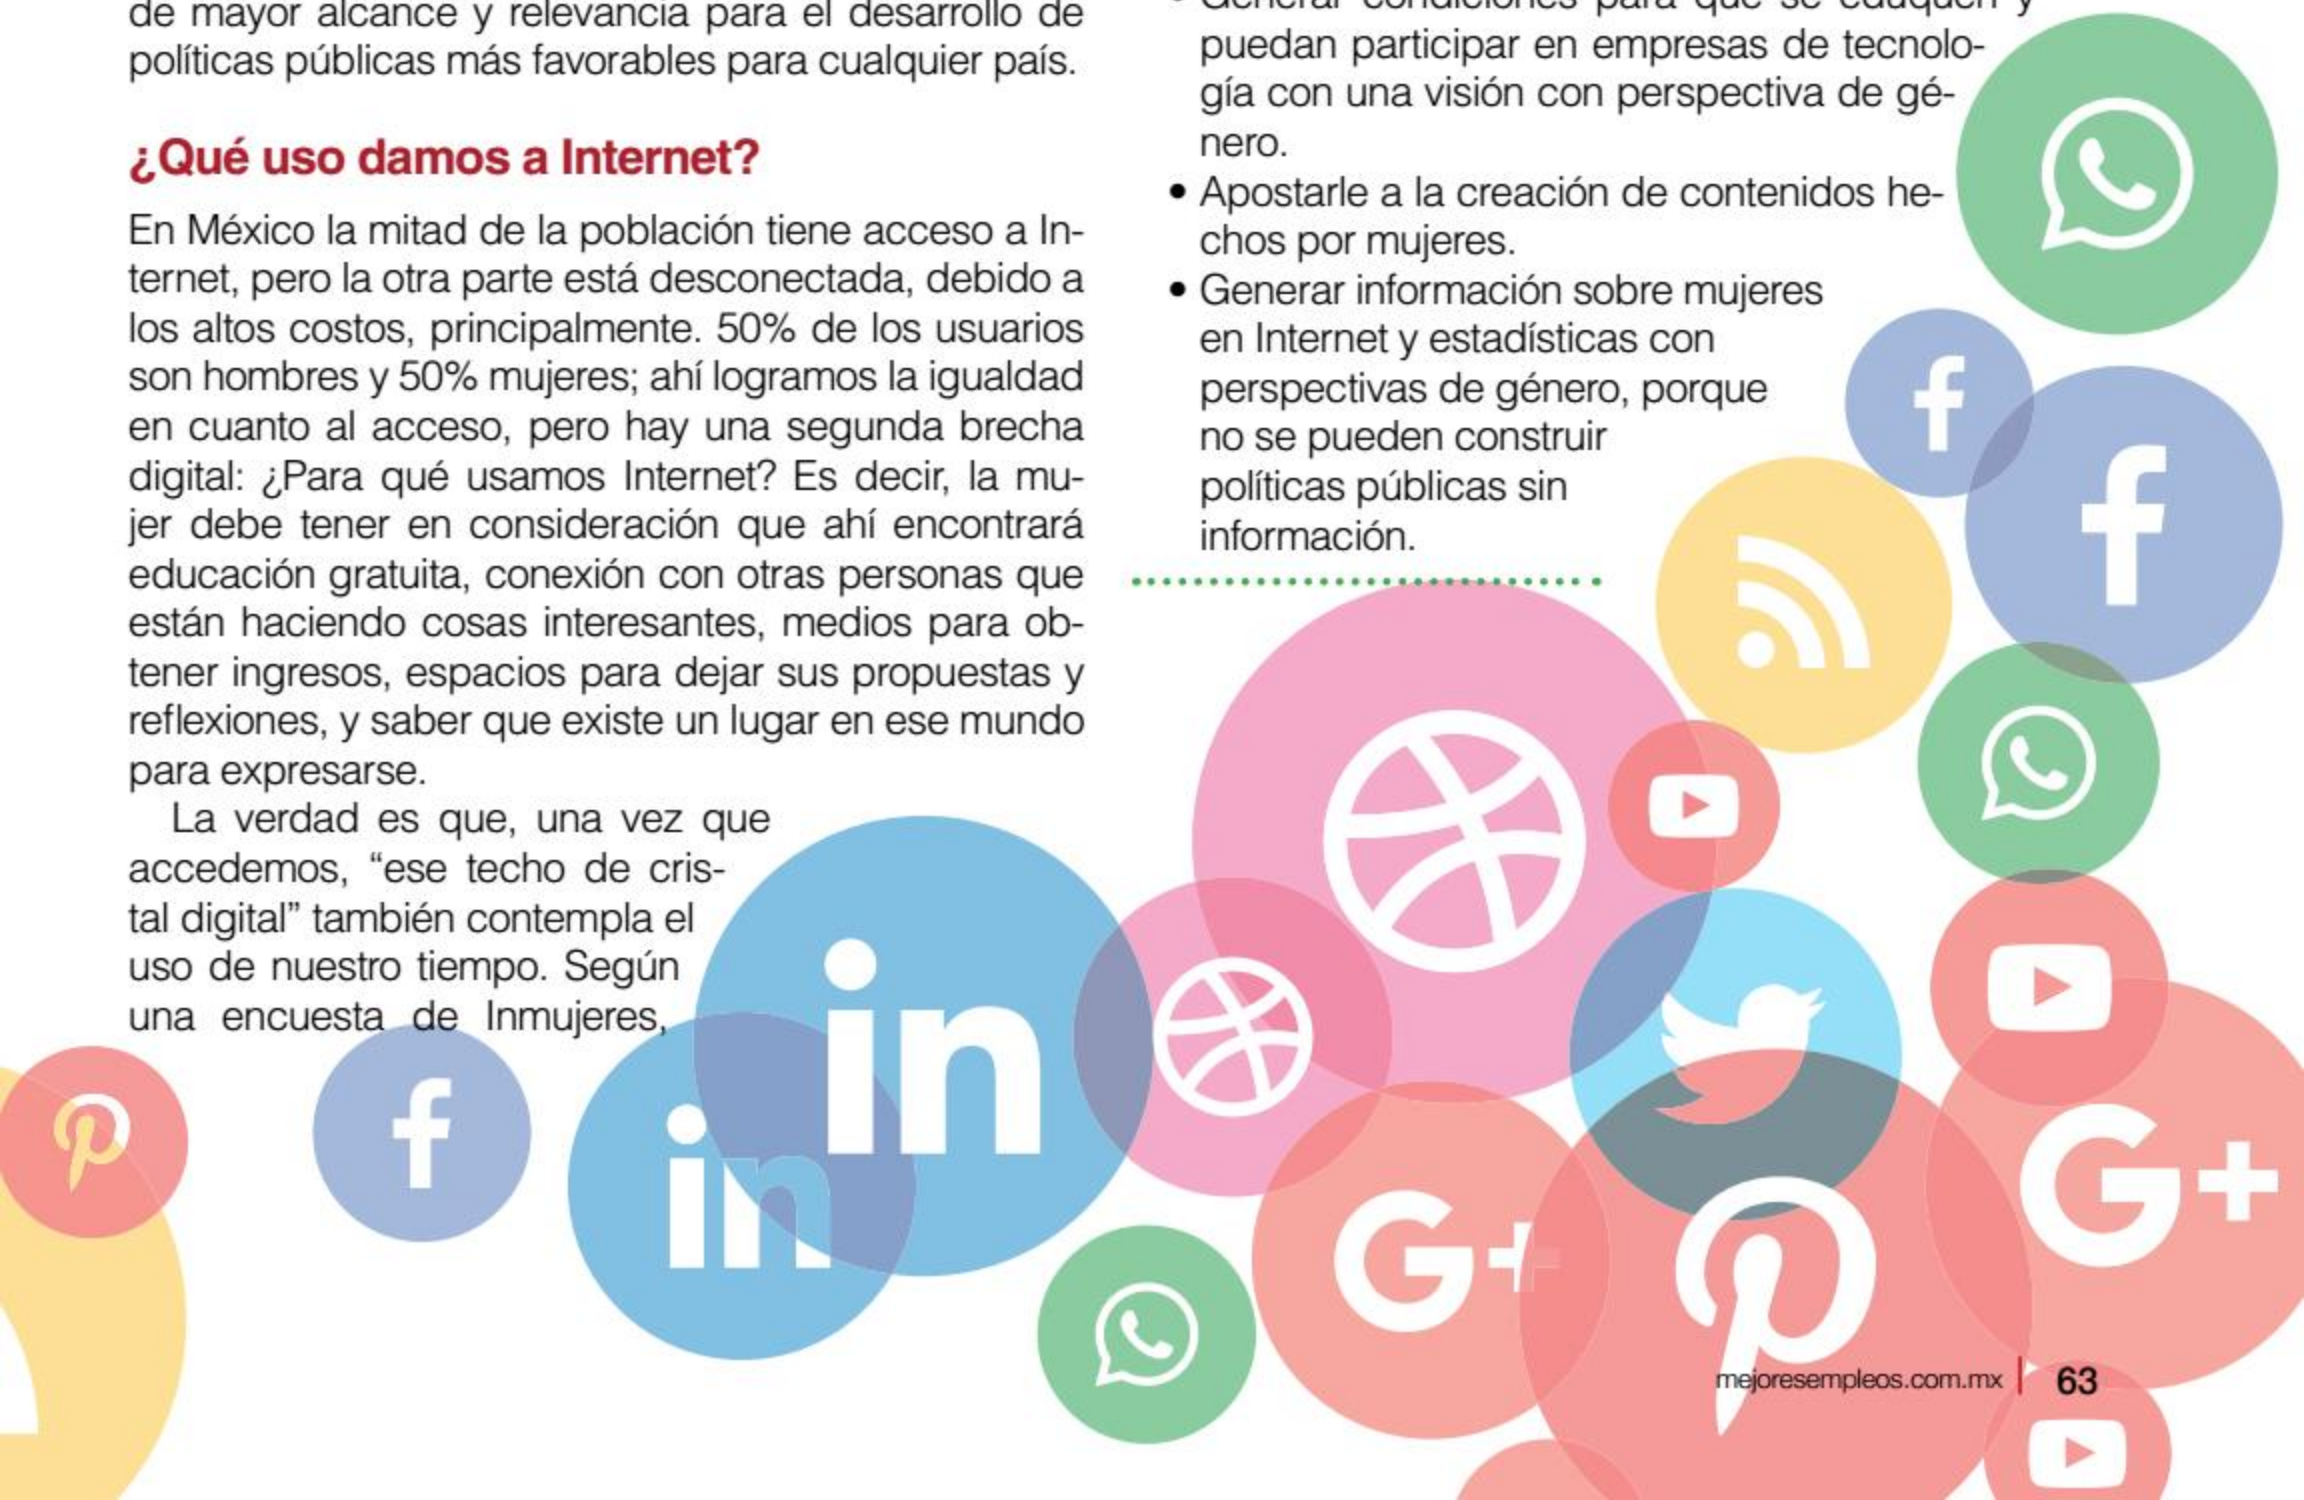 de mayor alcance y relevancia para el desarrollo de
políticas públicas más favorables para cualquier país.
¿Qué uso damos a Internet?
En México la mitad de la población tiene acceso a In-
ternet, pero la otra parte está desconectada, debido a
los altos costos, principalmente. 50% de los usuarios
son hombres y 50% mujeres; ahí logramos la igualdad
en cuanto al acceso, pero hay una segunda brecha
digital: ¿Para qué usamos Internet? Es decir, la mu-
jer debe tener en consideración que ahí encontrará
educación gratuita, conexión con otras personas que
están haciendo cosas interesantes, medios para ob-
tener ingresos, espacios para dejar sus propuestas y
reflexiones, y saber que existe un lugar en ese mundo
para expresarse.
La verdad es que, una vez que
accedemos, “ese techo de cris-
tal digital” también contempla el
uso de nuestro tiempo. Según
una encuesta de Inmujeres,
• Generar condiciones para que se eduquen y
puedan participar en empresas de tecnolo-
gía con una visión con perspectiva de gé-
nero.
• Apostarle a la creación de contenidos he-
chos por mujeres.
• Generar información sobre mujeres
en Internet y estadísticas con
perspectivas de género, porque
no se pueden construir
políticas públicas sin
información.
in
in
G+
G+
mejoresempleos.com.mx | 63